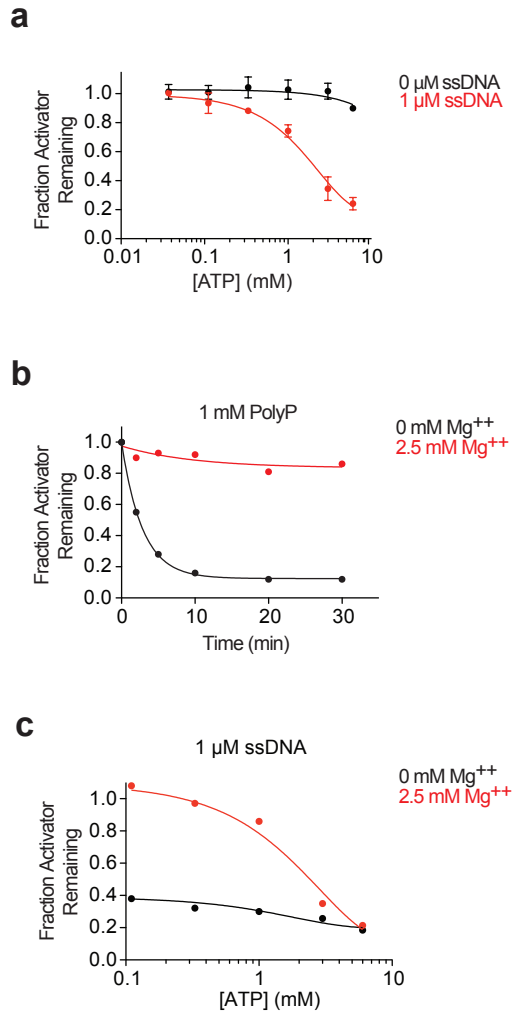 a
0 µM ssDNA
1 µM ssDNA
Fraction Activator
Remaining
1.0
0.8
0.6
0.4
0.2
0.0
0.01
0.1
1
10
[ATP] (mM)
b
1 mM PolyP
0 mM Mg++
2.5 mM Mg++
Fraction Activator
Remaining
1.0
0.8
0.6
0.4
0.2
0.0
0
10
20
30
Time (min)
c
1 µM ssDNA
0 mM Mg++
2.5 mM Mg++
Fraction Activator
Remaining
1.0
0.8
0.6
0.4
0.2
0.0
0.1
1
10
[ATP] (mM)